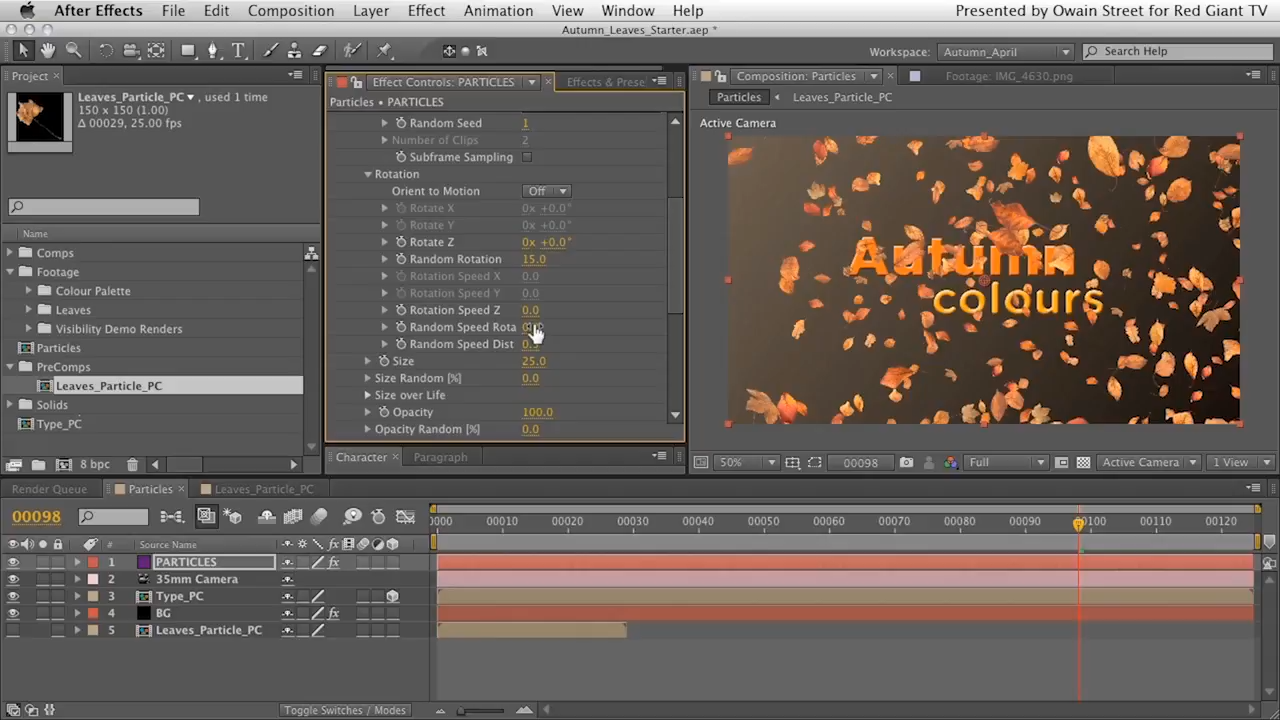 After Effects File Edit Composition Layer Effect Animation View Window Help Presented by Owain Street for Red Giant TV
Autumn_Leaves_Starter.aep *
Workspace: Autumn_April Search Help
Project × Effect Controls: PARTICLES × Effects & Prese Composition: Particles × Footage: IMG_4630.png
Leaves_Particle_PC , used 1 time
150 x 150 (1.00)
Δ 00029, 25.00 fps
Particles • PARTICLES
Particles Leaves_Particle_PC
Active Camera
Random Seed 1
Number of Clips 2
Subframe Sampling
Rotation
Orient to Motion Off
Rotate X 0x +0.0°
Rotate Y 0x +0.0°
Rotate Z 0x +0.0°
Random Rotation 15.0
Rotation Speed X 0.0
Rotation Speed Y 0.0
Rotation Speed Z 0.0
Random Speed Rota
Random Speed Dist
Size 25.0
Size Random [%] 0.0
Size over Life
Opacity 100.0
Opacity Random [%] 0.0
Name
Comps
Footage
Colour Palette
Leaves
Visibility Demo Renders
Particles
PreComps
Leaves_Particle_PC
Solids
Type_PC
8 bpc
Autumn
colours
Character × Paragraph
50% 00098 Full Active Camera 1 View
Render Queue Particles × Leaves_Particle_PC
00098
0000 00010 00020 00030 00040 00050 00060 00070 00080 00090 00100 00110 00120
# Source Name fx
1 PARTICLES fx
2 35mm Camera
3 Type_PC
4 BG fx
5 Leaves_Particle_PC
Toggle Switches / Modes